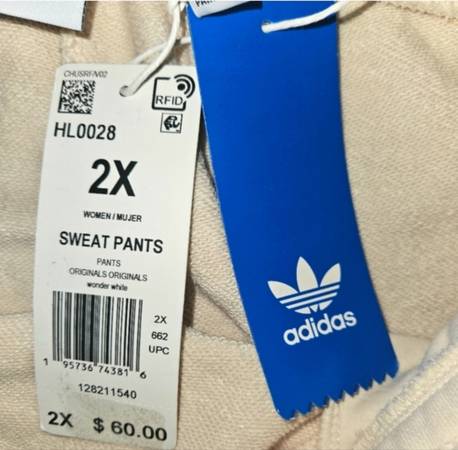 CHUSRFN02
RFID
HL0028
2X
WOMEN / MUJER
SWEAT PANTS
PANTS
ORIGINALS ORIGINALS
wonder white
2X
662
UPC
1 95736 74381 6
128211540
2X $ 60.00
adidas